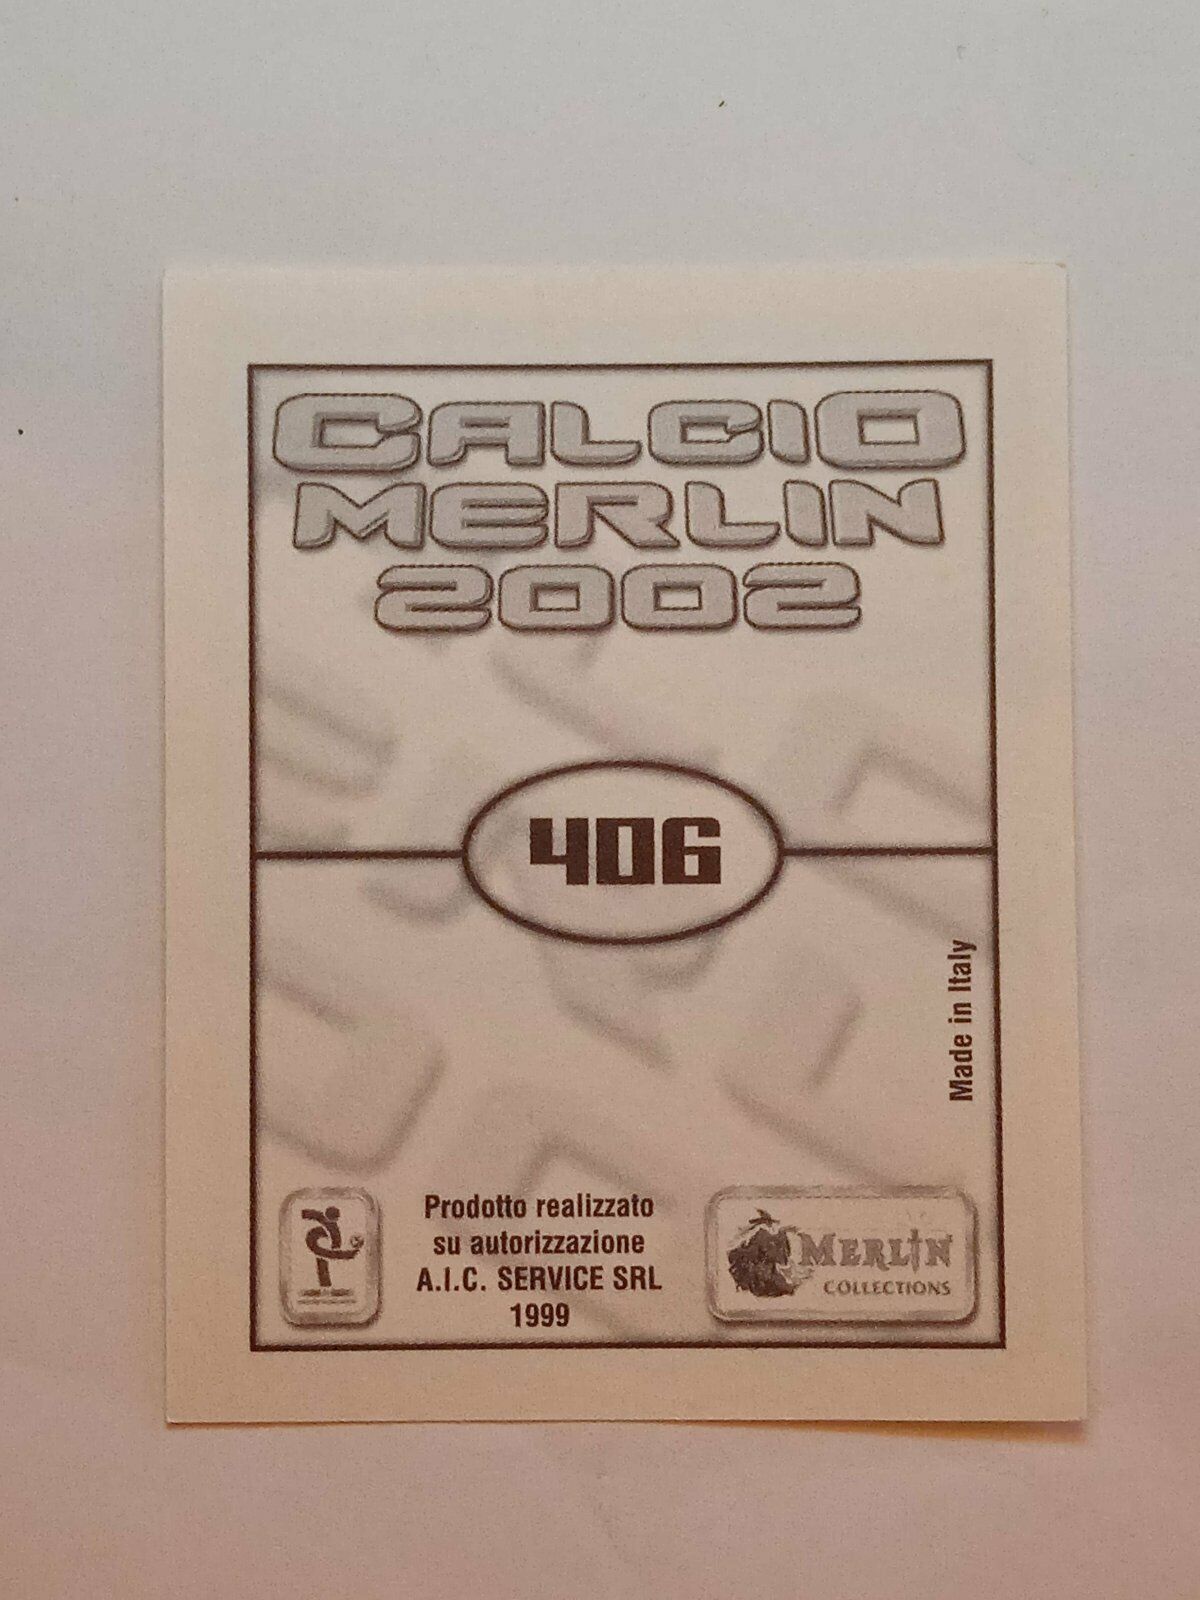 CALCIO
MERLIN
2002
406
Made in Italy
Prodotto realizzato
su autorizzazione
A.I.C. SERVICE SRL
1999
MERLIN
COLLECTIONS